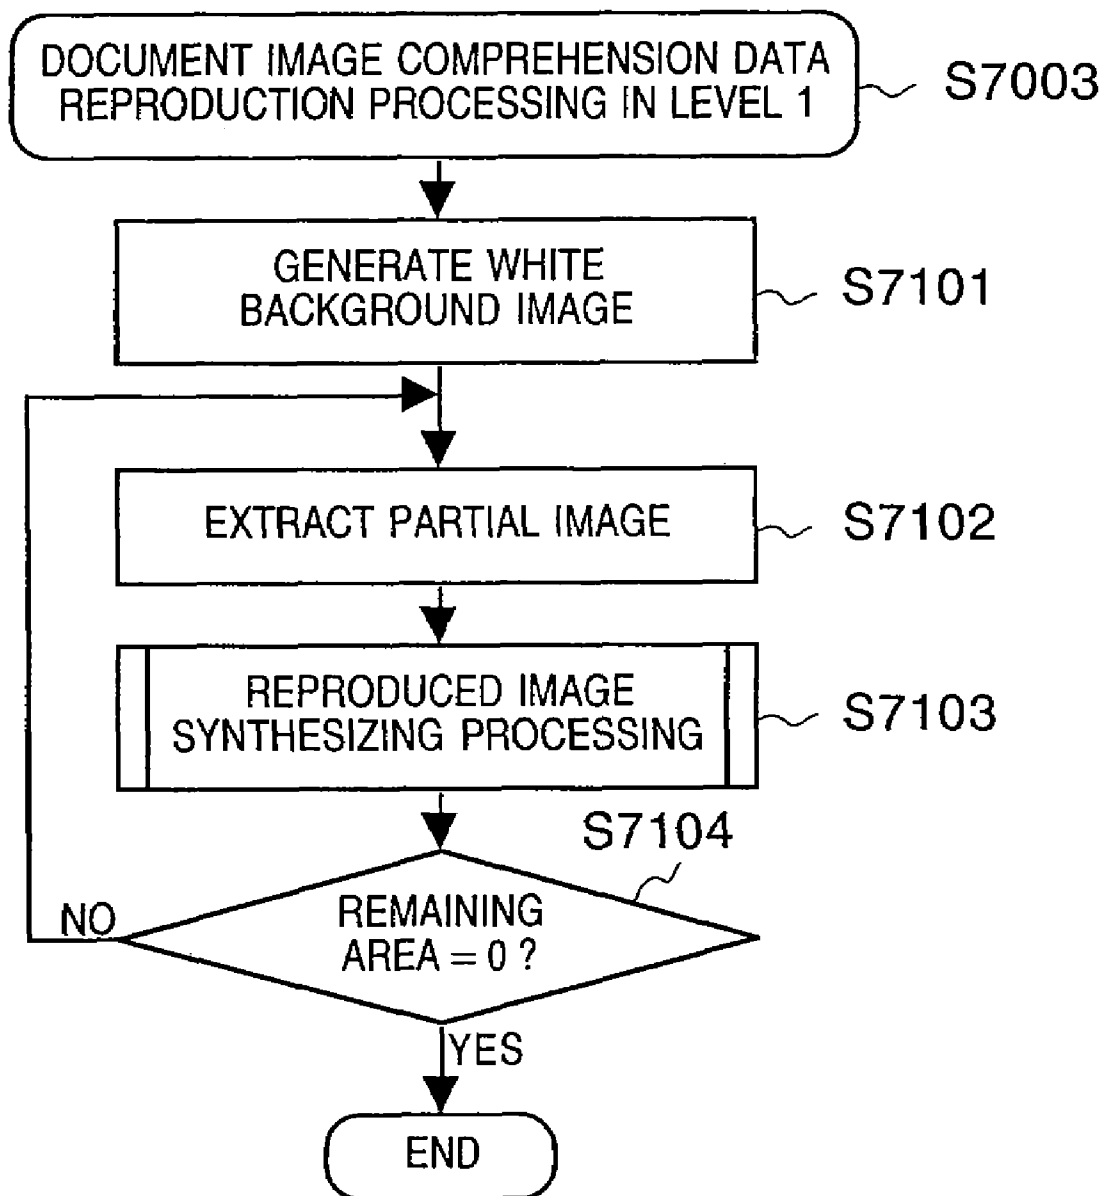 DOCUMENT IMAGE COMPREHENSION DATA
REPRODUCTION PROCESSING IN LEVEL 1
S7003
GENERATE WHITE
BACKGROUND IMAGE
S7101
EXTRACT PARTIAL IMAGE
S7102
REPRODUCED IMAGE
SYNTHESIZING PROCESSING
S7103
S7104
REMAINING
AREA = 0 ?
NO
YES
END